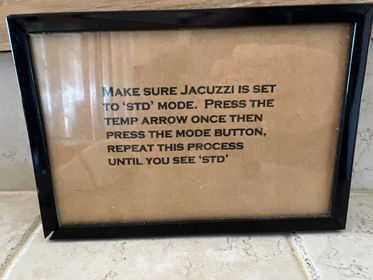 Make sure Jacuzzi is set
to ‘std’ mode. Press the
temp arrow once then
press the mode button,
repeat this process
until you see ‘std’